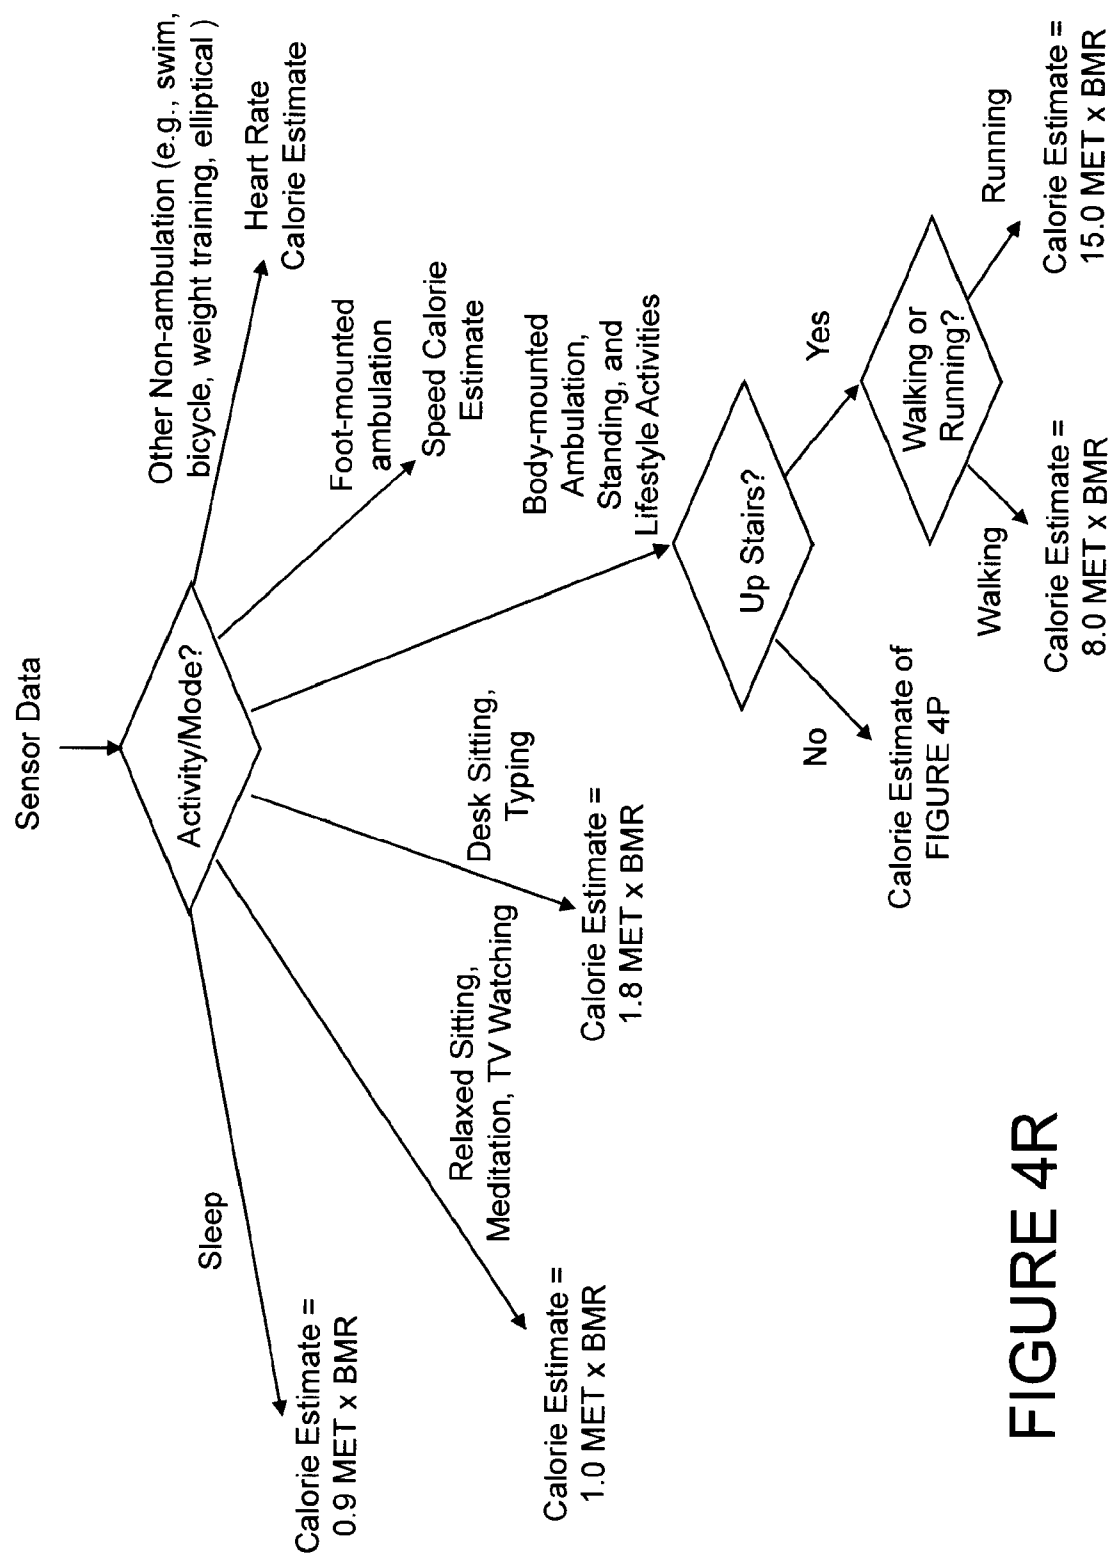 Sensor Data
Activity/Mode?
Sleep
Calorie Estimate =
0.9 MET x BMR
Relaxed Sitting,
Meditation, TV Watching
Calorie Estimate =
1.0 MET x BMR
Desk Sitting,
Typing
Calorie Estimate =
1.8 MET x BMR
Body-mounted
Ambulation,
Standing, and
Lifestyle Activities
Foot-mounted
ambulation
Speed Calorie
Estimate
Other Non-ambulation (e.g., swim,
bicycle, weight training, elliptical )
Heart Rate
Calorie Estimate
Up Stairs?
No
Calorie Estimate of
FIGURE 4P
Yes
Walking or
Running?
Walking
Calorie Estimate =
8.0 MET x BMR
Running
Calorie Estimate =
15.0 MET x BMR
FIGURE 4R